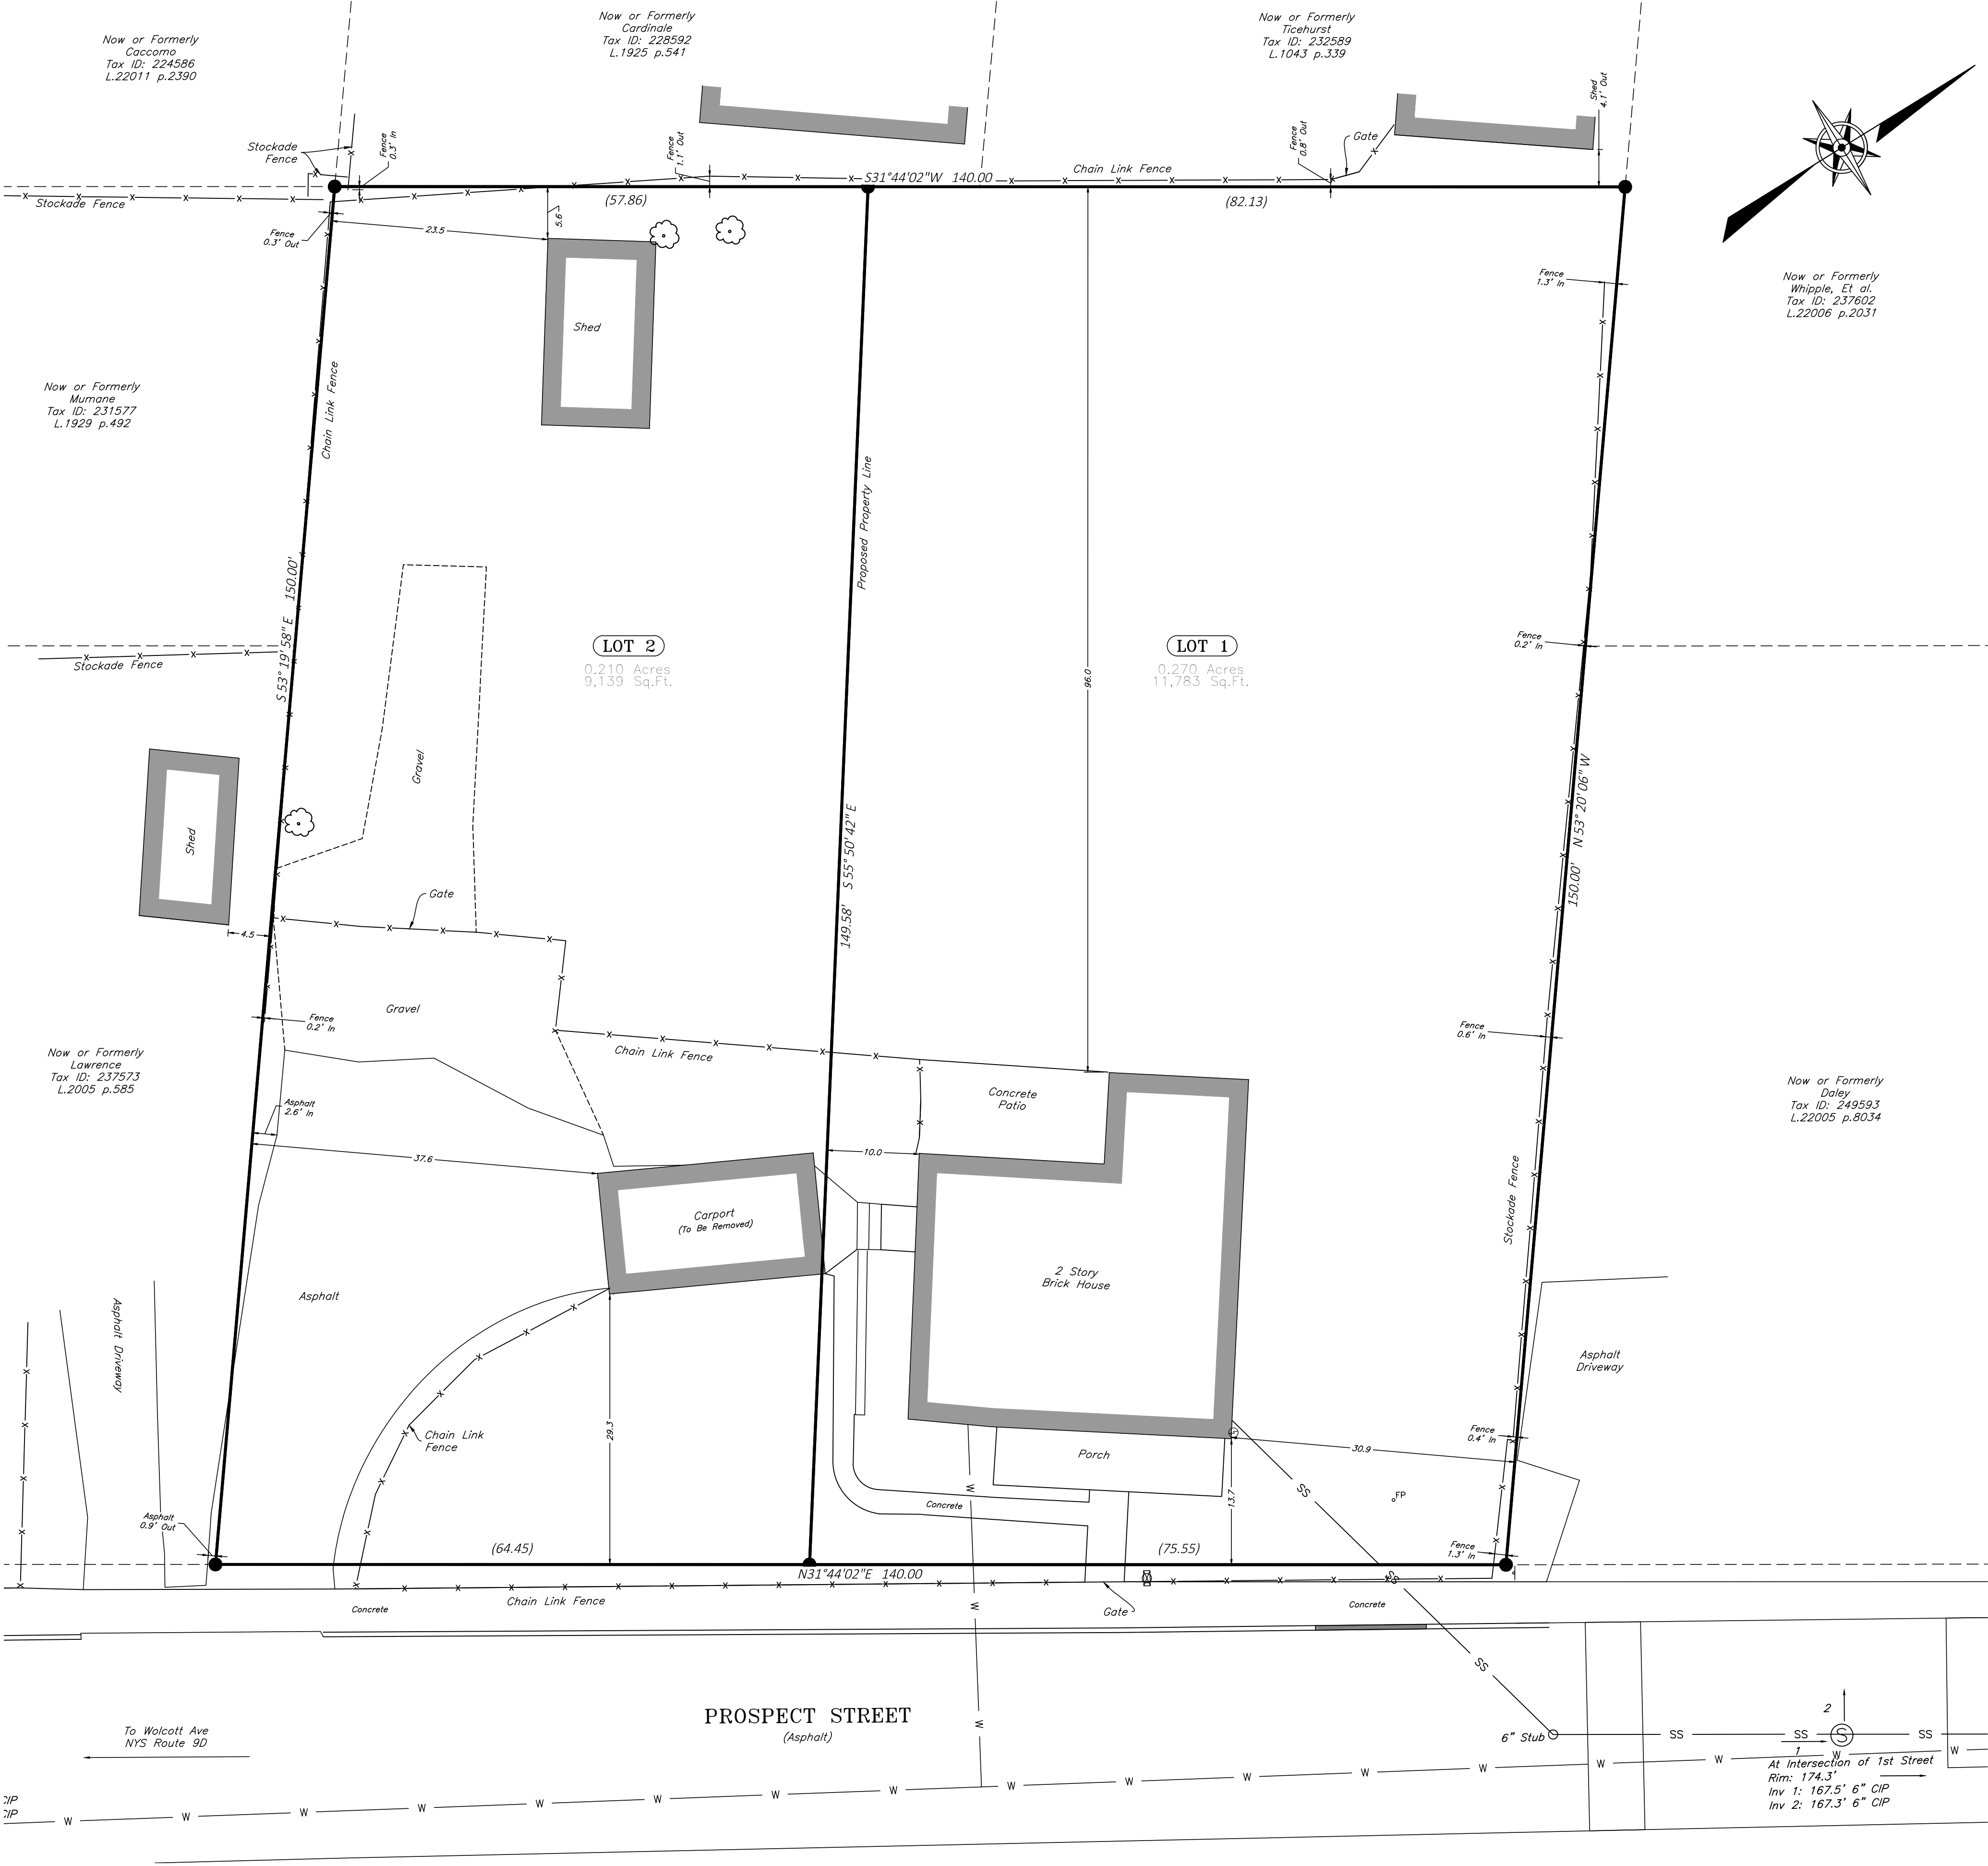 Now or Formerly
Caccomo
Tax ID: 224586
L.22011 p.2390
Now or Formerly
Cardinale
Tax ID: 228592
L.1925 p.541
Now or Formerly
Ticehurst
Tax ID: 232589
L.1043 p.339
Shed
4.1' Out
Stockade
Fence
Fence
0.3' In
Fence
1.1' Out
Fence
0.8' Out
Gate
Chain Link Fence
S31°44'02"W 140.00
Stockade Fence
(57.86)
(82.13)
Fence
0.3' Out
23.5
5.6
Fence
1.3' In
Now or Formerly
Whipple, Et al.
Tax ID: 237602
L.22006 p.2031
Shed
Now or Formerly
Mumane
Tax ID: 231577
L.1929 p.492
Chain Link Fence
Proposed Property Line
S 53° 19' 58" E 150.00'
LOT 2
0.210 Acres
9,139 Sq.Ft.
LOT 1
0.270 Acres
11,783 Sq.Ft.
96.0
Fence
0.2' In
Stockade Fence
Gravel
Shed
149.58' S 55° 50' 42" E
150.00' N 53° 20' 06" W
Gate
4.5
Gravel
Fence
0.2' In
Fence
0.6' In
Chain Link Fence
Now or Formerly
Lawrence
Tax ID: 237573
L.2005 p.585
Concrete
Patio
Now or Formerly
Daley
Tax ID: 249593
L.22005 p.8034
Asphalt
2.6' In
37.6
10.0
Carport
(To Be Removed)
Stockade Fence
2 Story
Brick House
Asphalt
Asphalt Driveway
Asphalt
Driveway
29.3
Chain Link
Fence
Porch
Fence
0.4' In
30.9
13.7
SS
FP
W
Concrete
Asphalt
0.9' Out
(64.45)
(75.55)
Fence
1.3' In
N31°44'02"E 140.00
SS
Chain Link Fence
Concrete
Gate
Concrete
W
SS
PROSPECT STREET
(Asphalt)
W
To Wolcott Ave
NYS Route 9D
6" Stub
SS
SS
S
SS
2
1
At Intersection of 1st Street
Rim: 174.3'
Inv 1: 167.5' 6" CIP
Inv 2: 167.3' 6" CIP
CIP
CIP
W W W W W W W W W W W W W W W W W